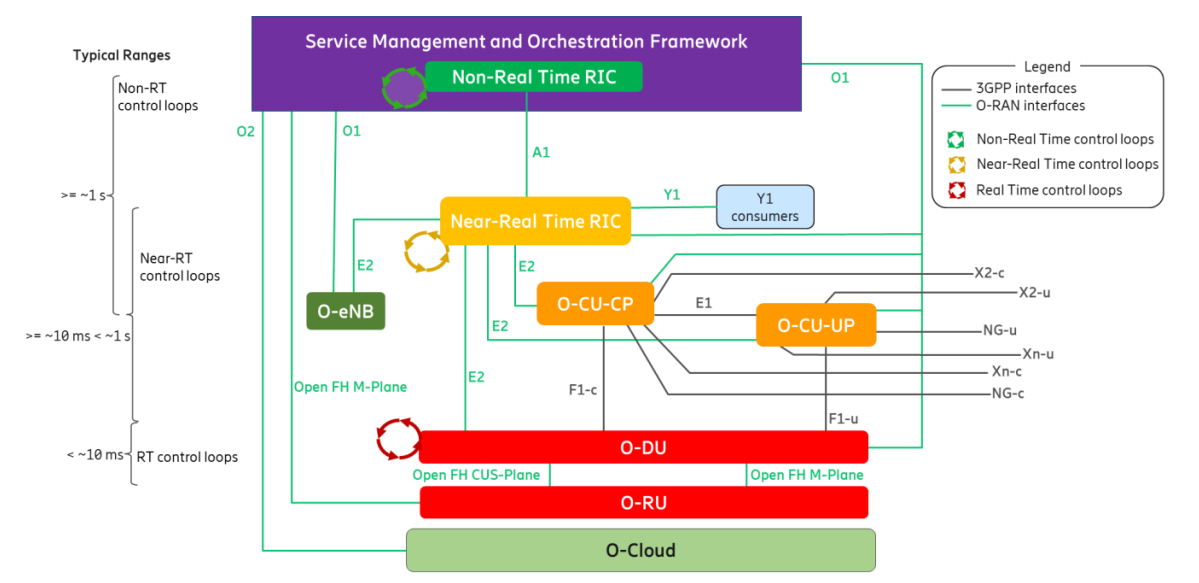 Service Management and Orchestration Framework
Typical Ranges
Non-Real Time RIC
Non-RT
control loops
O1
Legend
3GPP interfaces
O-RAN interfaces
Non-Real Time control loops
Near-Real Time control loops
Real Time control loops
O2
O1
A1
>= ~1 s
Y1
Y1
consumers
Near-Real Time RIC
Near-RT
control loops
E2
E2
X2-c
X2-u
O-eNB
O-CU-CP
E1
O-CU-UP
E2
NG-u
>= ~10 ms < ~1 s
Xn-u
Xn-c
Open FH M-Plane
E2
F1-c
NG-c
F1-u
< ~10 ms
RT control loops
O-DU
Open FH CUS-Plane
Open FH M-Plane
O-RU
O-Cloud